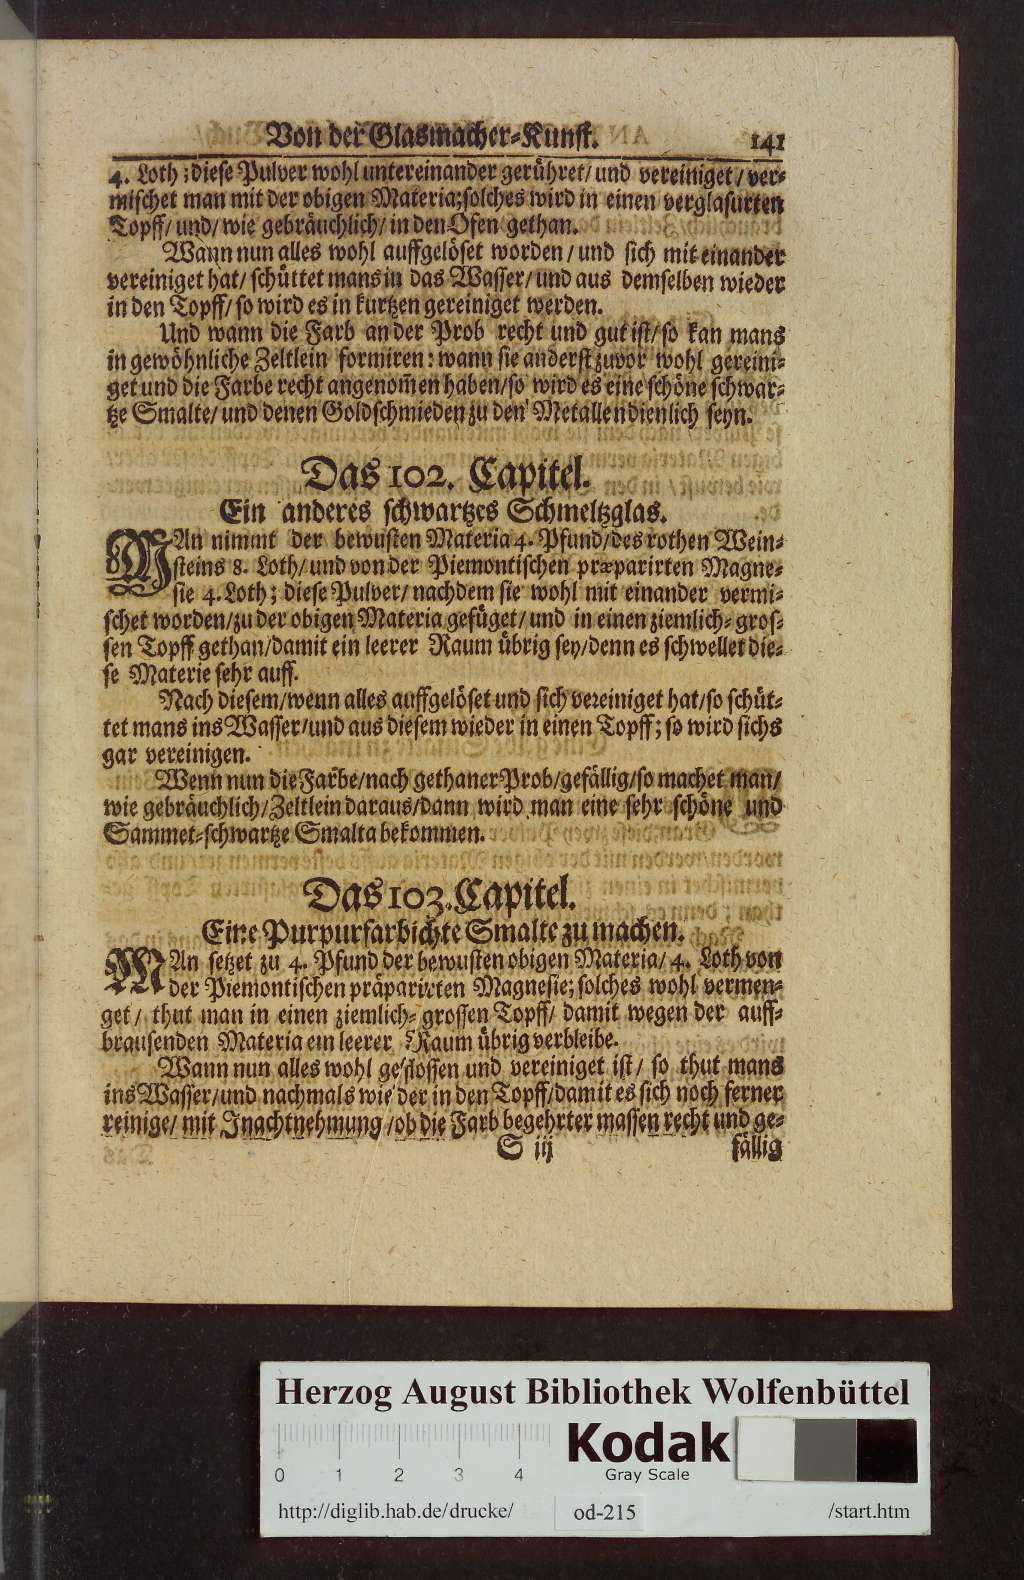 Von der Glasmacher-Kunst. 141
4. Loth; diese Pulver wohl untereinander gerühret/ und vereiniget / ver-
mischet man mit der obigen Materia; solches wird in einen verglasurten
Topff/ und/ wie gebräuchlich/ in den Ofen gethan.
Wann nun alles wohl auffgelöset worden / und sich mit einander
vereiniget hat/ schüttet mans in das Wasser/ und aus demselben wieder
in den Topff/ so wird es in kurtzen gereiniget werden.
Und wann die Farb an der Prob recht und gut ist/ so kan mans
in gewöhnliche Zeltlein formiren: wann sie anderst zuvor wohl gereini-
get und die Farbe recht angenom̃en haben/ so wird es eine schöne schwar-
tze Smalte/ und denen Goldschmieden zu den Metallen dienlich seyn.
Das 102. Capitel.
Ein anderes schwartzes Schmeltzglas.
MAn nimmt der bewusten Materia 4. Pfund/ des rothen Wein-
steins 8. Loth/ und von der Piemontischen præparirten Magne-
sie 4. Loth; diese Pulver/ nachdem sie wohl mit einander vermi-
schet worden/ zu der obigen Materia gefüget/ und in einen ziemlich-gros-
sen Topff gethan/ damit ein leerer Raum übrig sey/ denn es schwellet die-
se Materie sehr auff.
Nach diesem/ wenn alles auffgelöset und sich vereiniget hat/ so schüt-
tet mans ins Wasser/ und aus diesem wieder in einen Topff; so wird sichs
gar vereinigen.
Wenn nun die Farbe/ nach gethaner Prob/ gefällig/ so machet man/
wie gebräuchlich/ Zeltlein daraus/ dann wird man eine sehr schöne und
Sammet-schwartze Smalta bekommen.
Das 103. Capitel.
Eine Purpurfarbichte Smalte zu machen.
MAn setzet zu 4. Pfund der bewusten obigen Materia/ 4. Loth von
der Piemontischen präparirten Magnesie; solches wohl vermen-
get / thut man in einen ziemlich-grossen Topff/ damit wegen der auff-
brausenden Materia ein leerer Raum übrig verbleibe.
Wann nun alles wohl geflossen und vereiniget ist/ so thut mans
ins Wasser/ und nachmals wieder in den Topff/ damit es sich noch ferner
reinige/ mit Inachtnehmung / ob die Farb begehrter massen recht und ge-
S iij fällig
Herzog August Bibliothek Wolfenbüttel
0 1 2 3 4
Kodak
Gray Scale
http://diglib.hab.de/drucke/ od-215 /start.htm